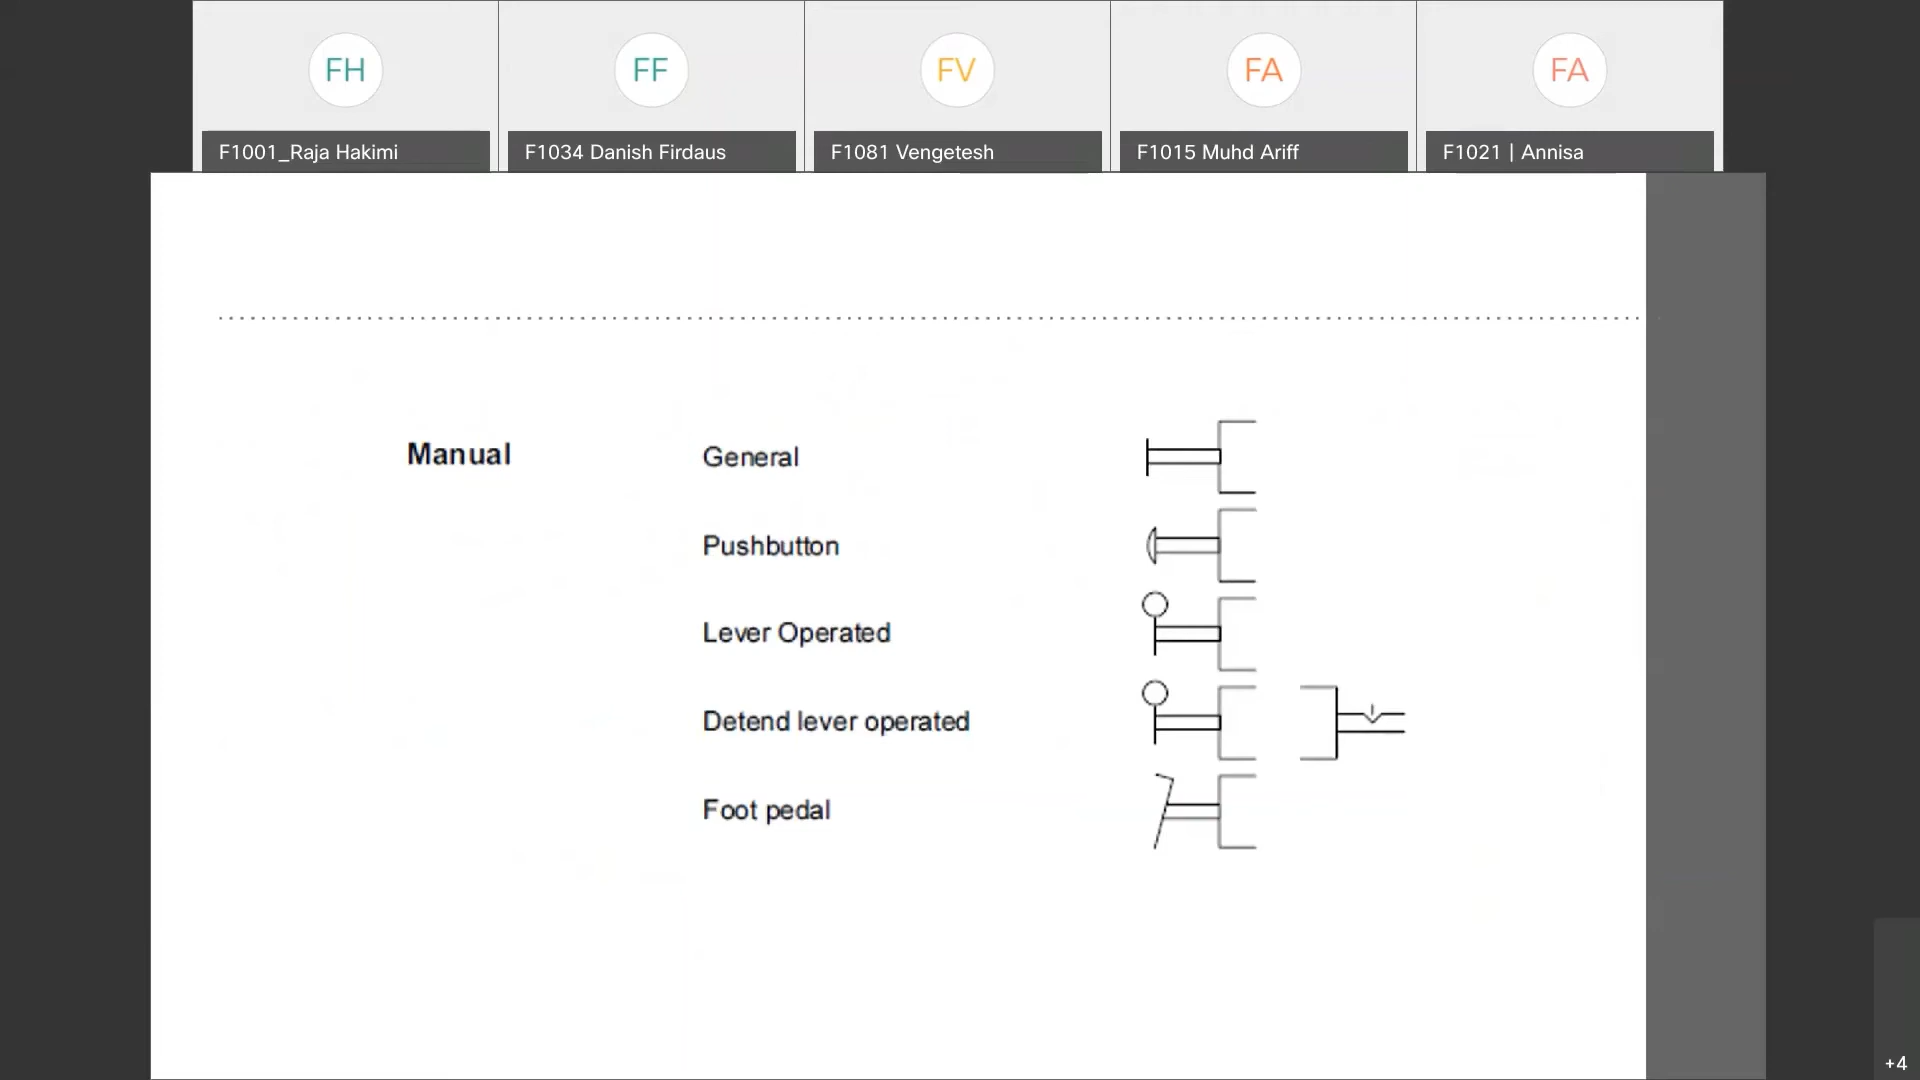 FH
FF
FV
FA
FA
F1001_Raja Hakimi
F1034 Danish Firdaus
F1081 Vengetesh
F1015 Muhd Ariff
F1021 | Annisa
Manual
General
Pushbutton
Lever Operated
Detend lever operated
Foot pedal
+4